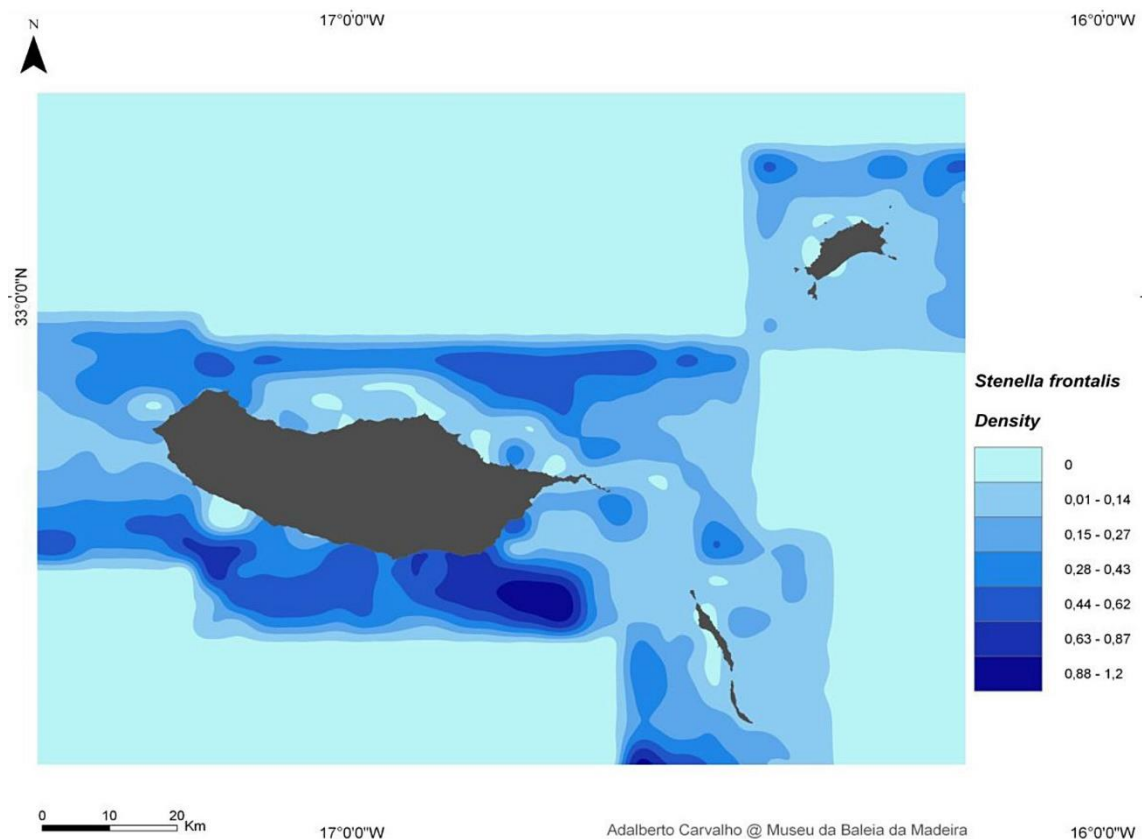 17°0'0"W
16°0'0"W
N
33°0'0"N
Stenella frontalis
Density
0
0,01 - 0,14
0,15 - 0,27
0,28 - 0,43
0,44 - 0,62
0,63 - 0,87
0,88 - 1,2
0 10 20
Km
17°0'0"W
Adalberto Carvalho @ Museu da Baleia da Madeira
16°0'0"W